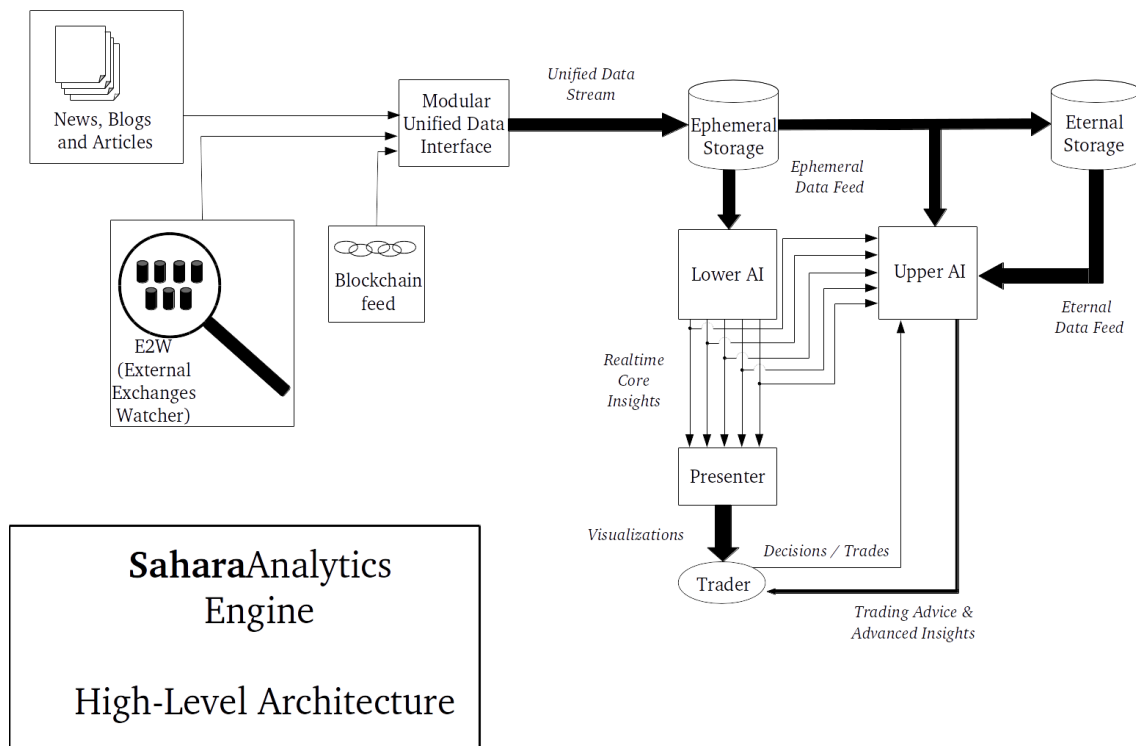 News, Blogs
and Articles
Modular
Unified Data
Interface
Unified Data
Stream
Ephemeral
Storage
Eternal
Storage
Ephemeral
Data Feed
E2W
(External
Exchanges
Watcher)
Blockchain
feed
Lower AI
Upper AI
Eternal
Data Feed
Realtime
Core
Insights
Presenter
Visualizations
Decisions / Trades
Trader
Trading Advice &
Advanced Insights
SaharaAnalytics
Engine
High-Level Architecture